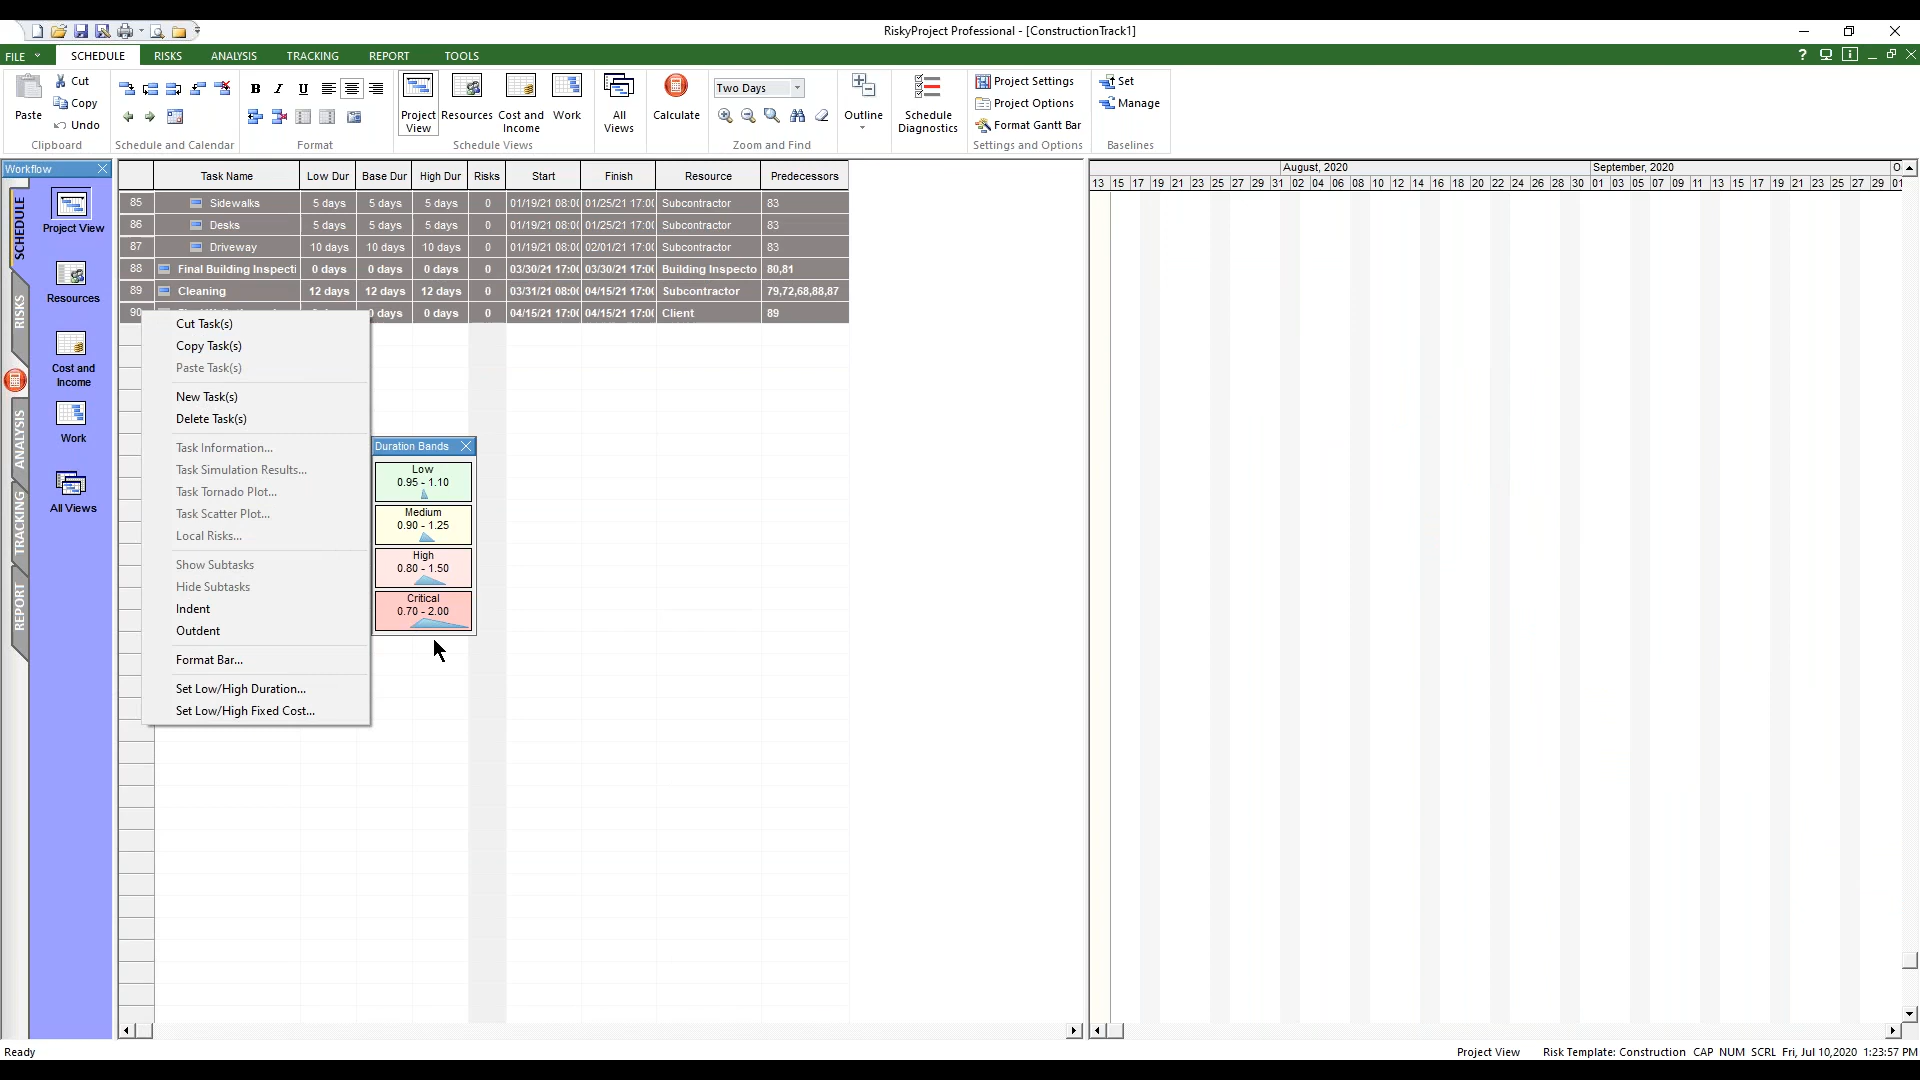 RiskyProject Professional - [ConstructionTrack1]
FILE SCHEDULE RISKS ANALYSIS TRACKING REPORT TOOLS
Paste
Cut
Copy
Undo
Clipboard
Schedule and Calendar
B I U
Format
Project View
Resources
Cost and Income
Work
All Views
Schedule Views
Calculate
Two Days
Zoom and Find
Outline
Schedule Diagnostics
Project Settings
Project Options
Format Gantt Bar
Settings and Options
Set
Manage
Baselines
Workflow
SCHEDULE
RISKS
ANALYSIS
TRACKING
REPORT
Project View
Resources
Cost and
Income
Work
All Views
Task Name Low Dur Base Dur High Dur Risks Start Finish Resource Predecessors
85 Sidewalks 5 days 5 days 5 days 0 01/19/21 08:00 01/25/21 17:00 Subcontractor 83
86 Desks 5 days 5 days 5 days 0 01/19/21 08:00 01/25/21 17:00 Subcontractor 83
87 Driveway 10 days 10 days 10 days 0 01/19/21 08:00 02/01/21 17:00 Subcontractor 83
88 Final Building Inspecti 0 days 0 days 0 days 0 03/30/21 17:00 03/30/21 17:00 Building Inspecto 80,81
89 Cleaning 12 days 12 days 12 days 0 03/31/21 08:00 04/15/21 17:00 Subcontractor 79,72,68,88,87
90 0 days 0 days 0 04/15/21 17:00 04/15/21 17:00 Client 89
Cut Task(s)
Copy Task(s)
Paste Task(s)
New Task(s)
Delete Task(s)
Task Information...
Task Simulation Results...
Task Tornado Plot...
Task Scatter Plot...
Local Risks...
Show Subtasks
Hide Subtasks
Indent
Outdent
Format Bar...
Set Low/High Duration...
Set Low/High Fixed Cost...
Duration Bands
Low
0.95 - 1.10
Medium
0.90 - 1.25
High
0.80 - 1.50
Critical
0.70 - 2.00
August, 2020 September, 2020 O
13 15 17 19 21 23 25 27 29 31 02 04 06 08 10 12 14 16 18 20 22 24 26 28 30 01 03 05 07 09 11 13 15 17 19 21 23 25 27 29 01
Ready
Project View Risk Template: Construction CAP NUM SCRL Fri, Jul 10,2020 1:23:57 PM